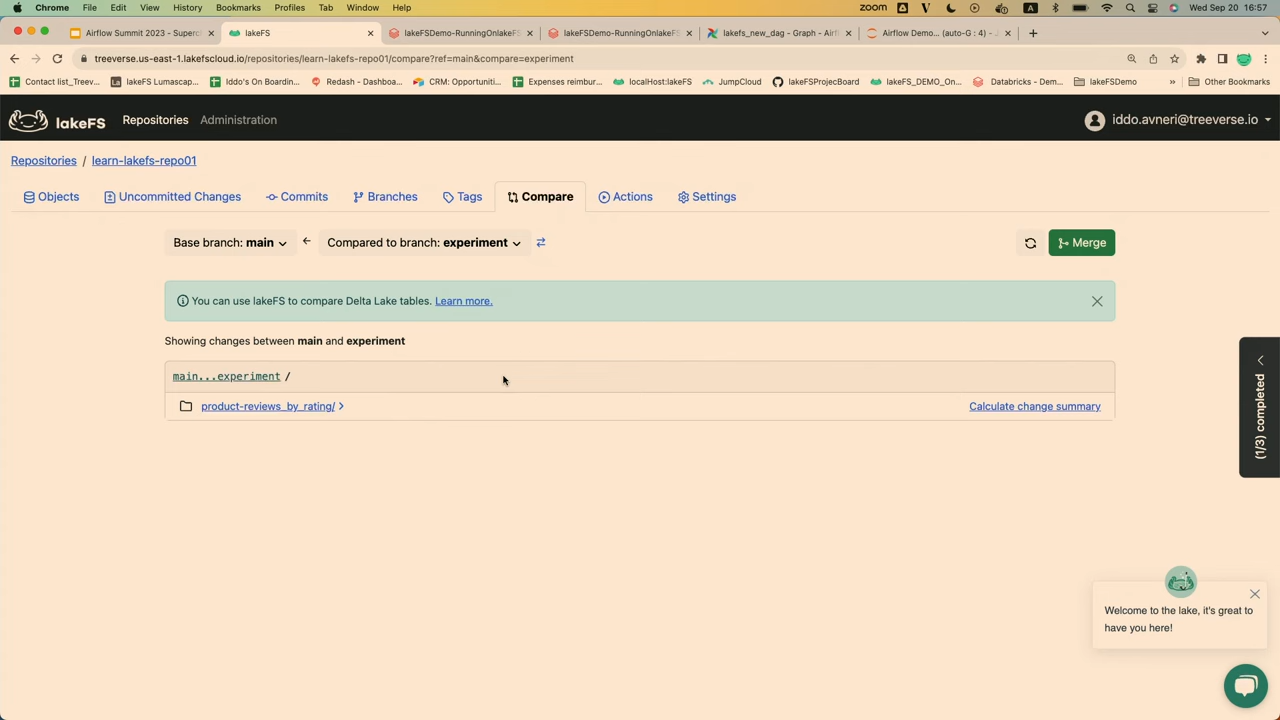 Chrome File Edit View History Bookmarks Profiles Tab Window Help zoom A Wed Sep 20 16:57
Airflow Summit 2023 - Superch lakeFS lakeFSDemo-RunningOnlakeFS lakeFSDemo-RunningOnlakeFS lakefs_new_dag - Graph - Airfl Airflow Demo... (auto-G : 4) - J
treeverse.us-east-1.lakefscloud.io/repositories/learn-lakefs-repo01/compare?ref=main&compare=experiment
Contact list_Treev... lakeFS Lumascap... Iddo's On Boardin... Redash - Dashboa... CRM: Opportuniti... Expenses reimbur... localHost:lakeFS JumpCloud lakeFS_ProjecBoard lakeFS_DEMO_On... Databricks - Dem... lakeFSDemo » Other Bookmarks
lakeFS Repositories Administration iddo.avneri@treeverse.io
Repositories / learn-lakefs-repo01
Objects Uncommitted Changes Commits Branches Tags Compare Actions Settings
Base branch: main Compared to branch: experiment Merge
You can use lakeFS to compare Delta Lake tables. Learn more.
Showing changes between main and experiment
main...experiment /
product-reviews_by_rating/ Calculate change summary
(1/3) completed
Welcome to the lake, it's great to
have you here!